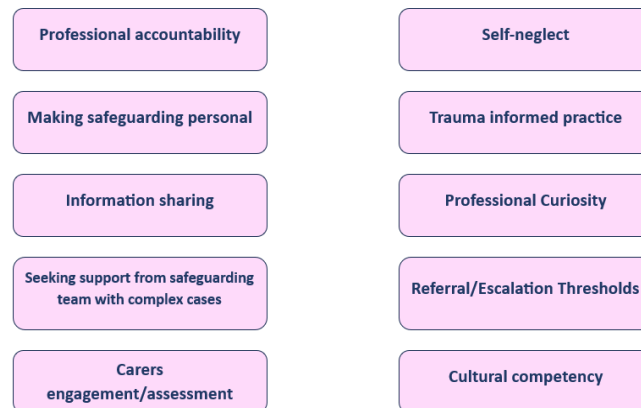 Professional accountability
Self-neglect
Making safeguarding personal
Trauma informed practice
Information sharing
Professional Curiosity
Seeking support from safeguarding
team with complex cases
Referral/Escalation Thresholds
Carers
engagement/assessment
Cultural competency